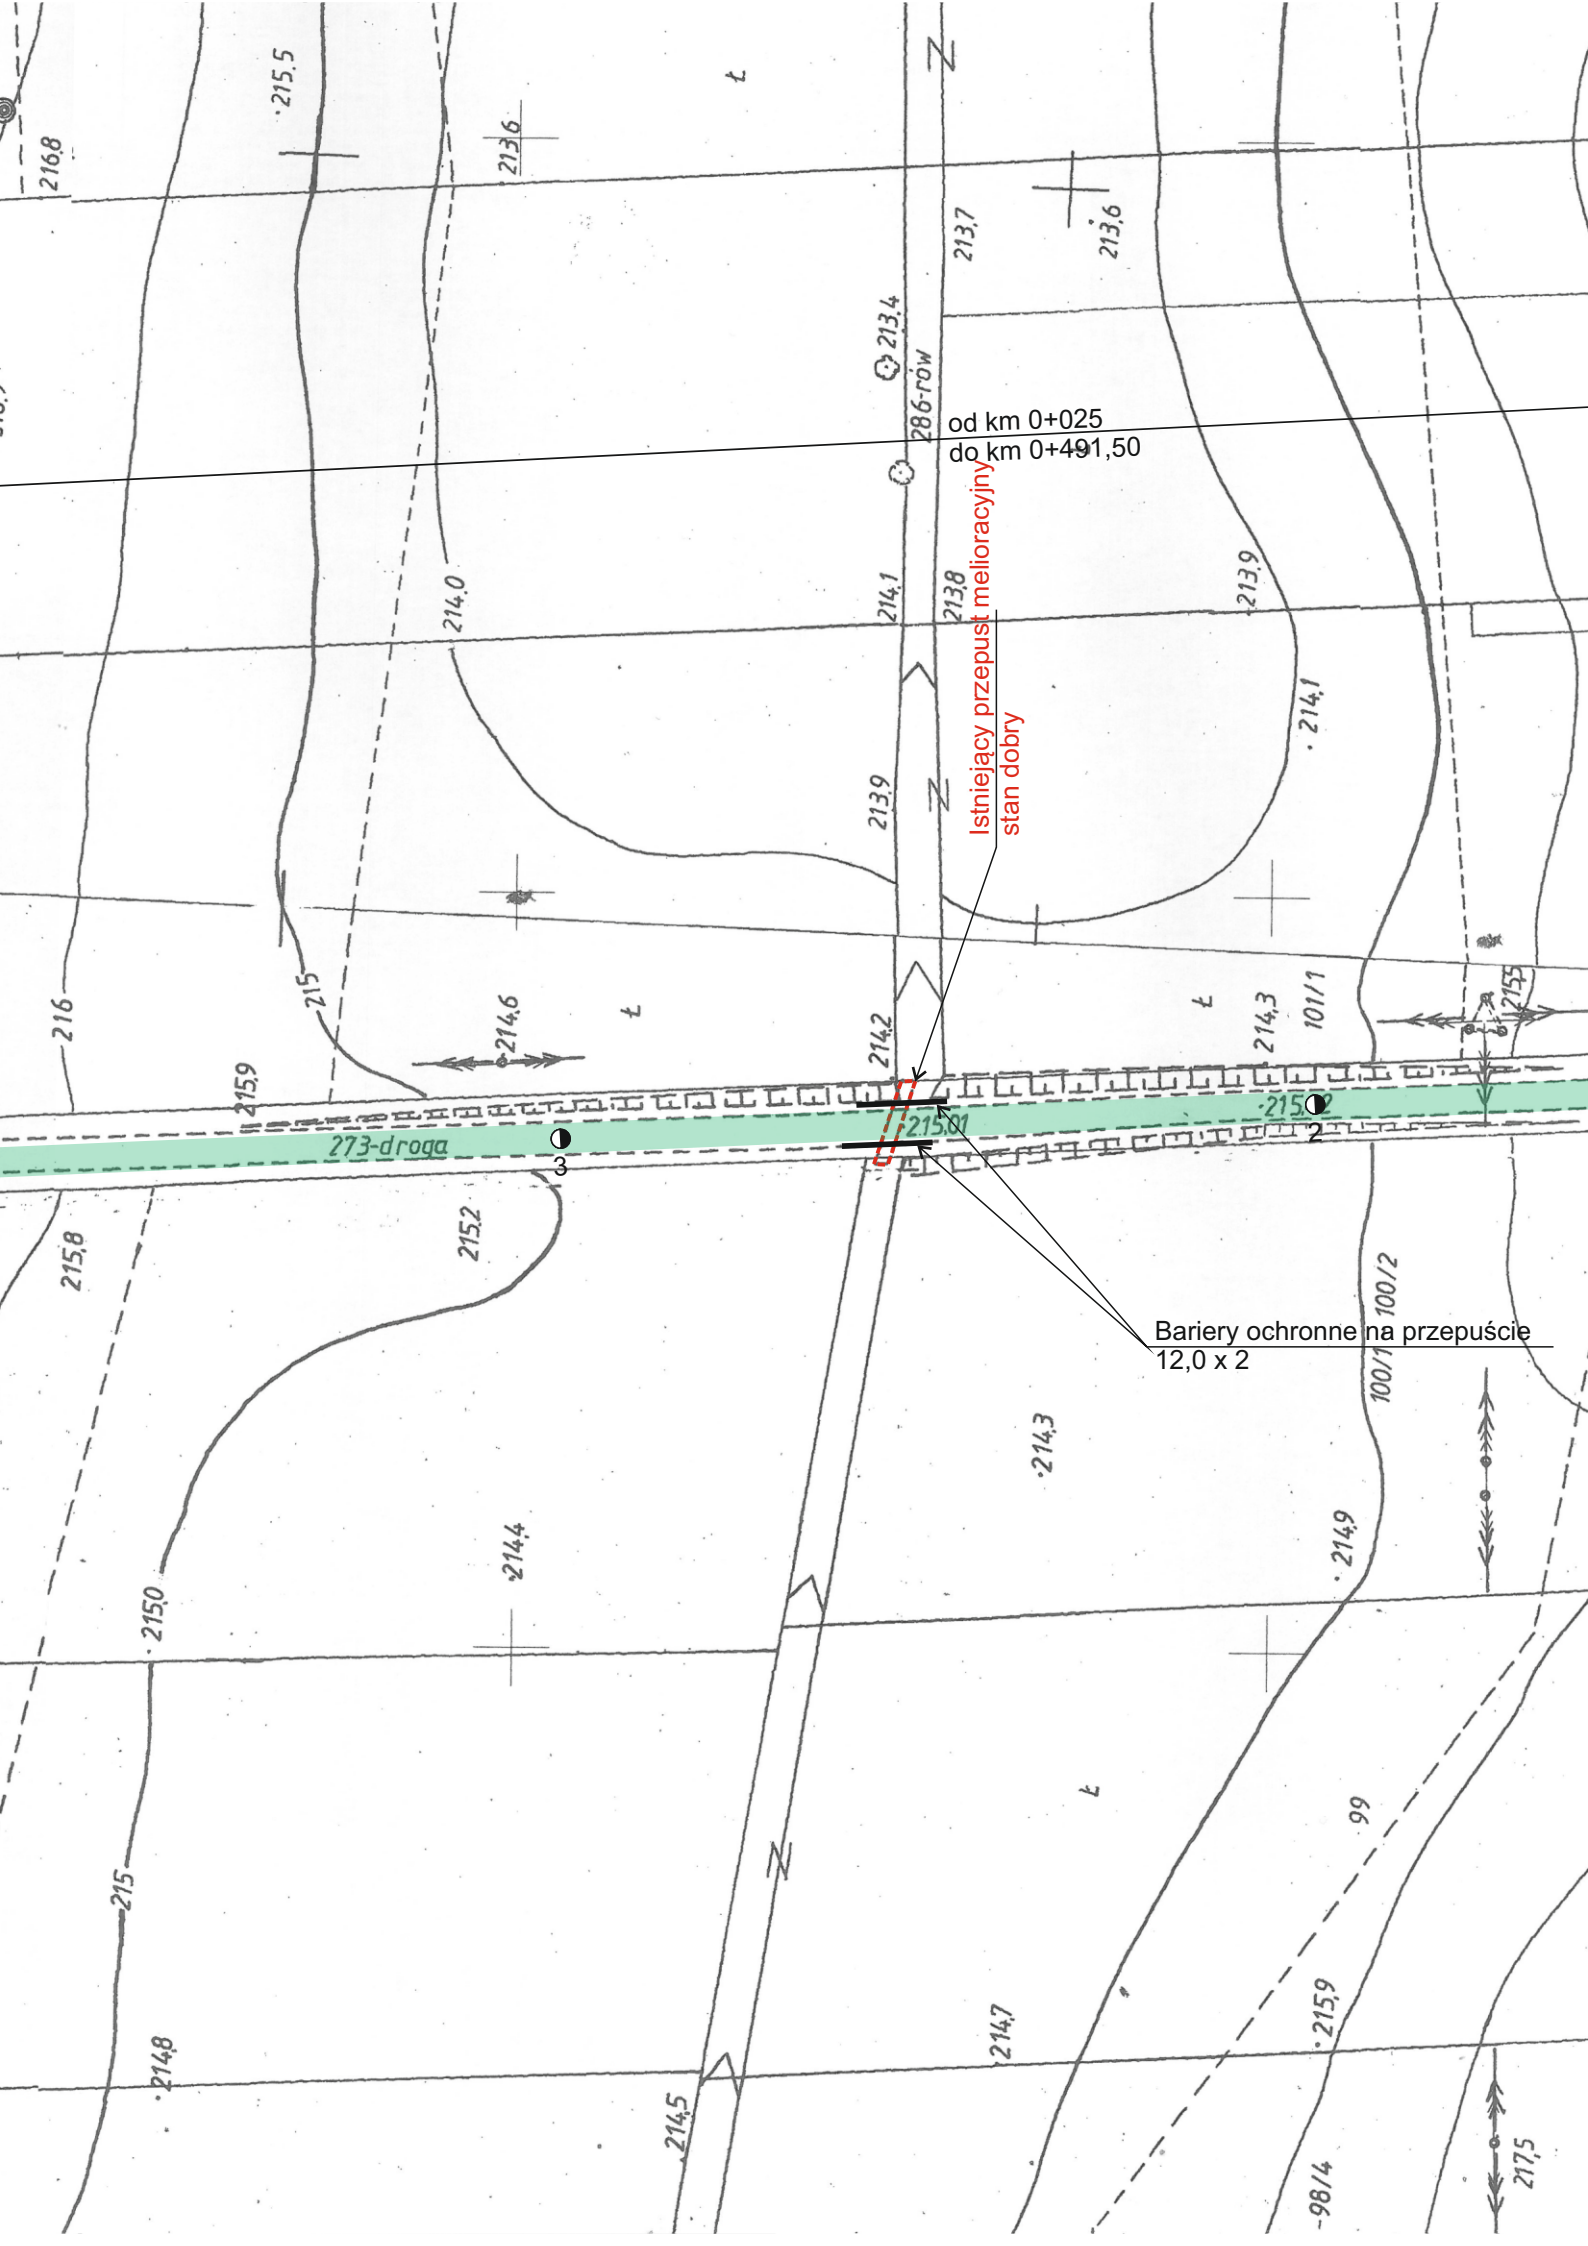 215,5
Ł
N
216,8
213,6
213,7
213,6
213,4
286-rów
od km 0+025
do km 0+491,50
Istniejący przepust melioracyjny
stan dobry
214,0
214,1
213,8
213,9
214,1
213,9
N
216
215
214,6
Ł
214,2
Ł
214,3
101/1
215,5
215,9
273-droga
3
215,01
2
215,8
215,2
100/1
100/2
Bariery ochronne na przepuście
12,0 x 2
214,3
214,4
214,9
215,0
Ł
99
N
215
214,8
214,7
215,9
214,5
98/4
217,5